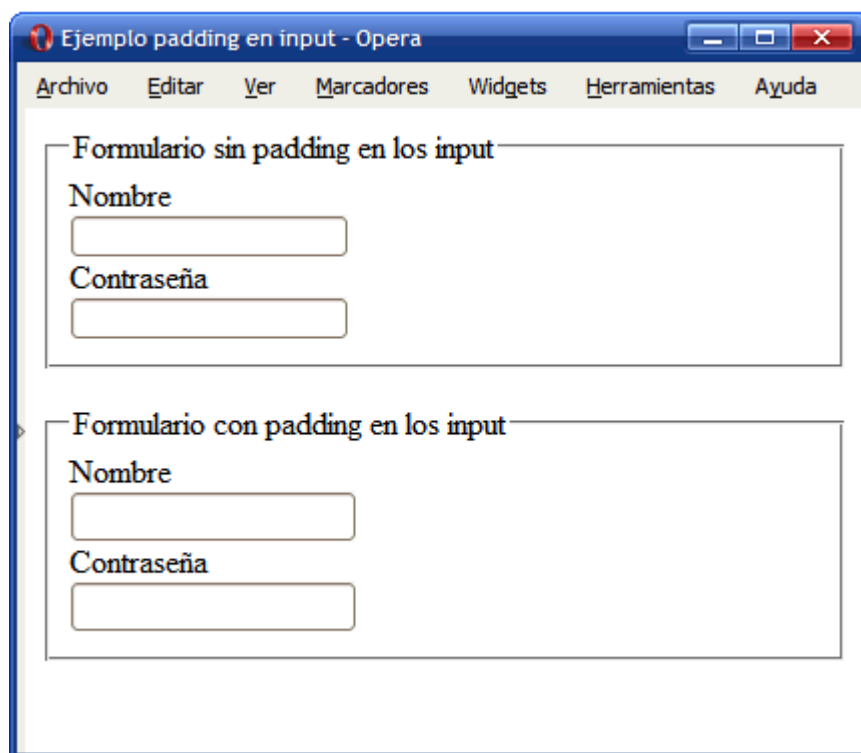 Ejemplo padding en input - Opera
Archivo Editar Ver Marcadores Widgets Herramientas Ayuda
Formulario sin padding en los input
Nombre
Contraseña
Formulario con padding en los input
Nombre
Contraseña